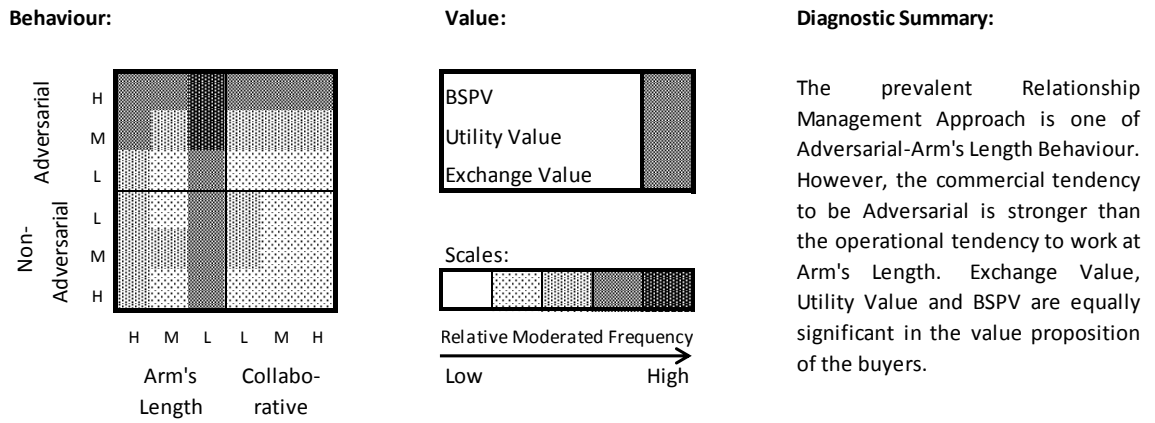 Behaviour:
Adversarial
Non-
Adversarial
H
M
L
L
M
H
H M L L M H
Arm's
Length
Collabo-
rative
Value:
BSPV
Utility Value
Exchange Value
Scales:
Relative Moderated Frequency
Low High
Diagnostic Summary:
The prevalent Relationship
Management Approach is one of
Adversarial-Arm's Length Behaviour.
However, the commercial tendency
to be Adversarial is stronger than
the operational tendency to work at
Arm's Length. Exchange Value,
Utility Value and BSPV are equally
significant in the value proposition
of the buyers.